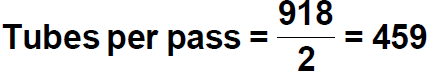 Tubes per pass = 918/2 = 459